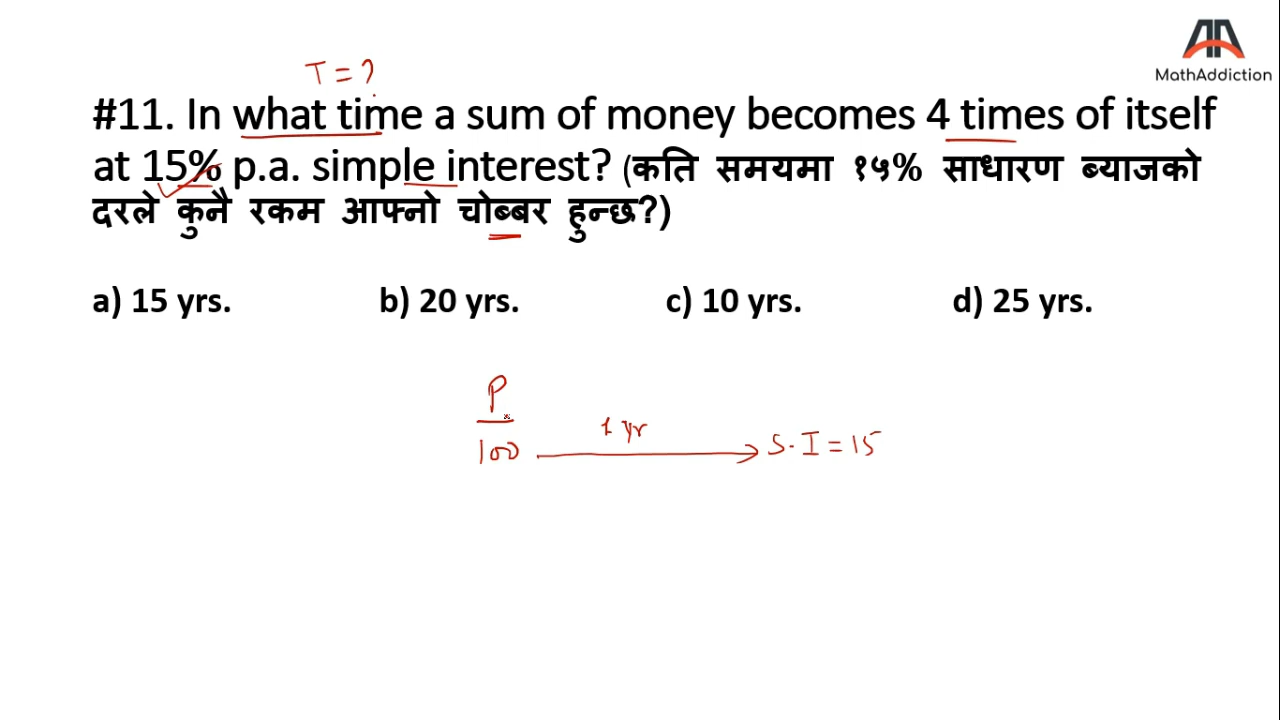 MathAddiction
T = ?
#11. In what time a sum of money becomes 4 times of itself
at 15% p.a. simple interest? (कति समयमा १५% साधारण ब्याजको
दरले कुनै रकम आफ्नो चोब्बर हुन्छ?)
a) 15 yrs. b) 20 yrs. c) 10 yrs. d) 25 yrs.
P
1 yr
100 S.I = 15